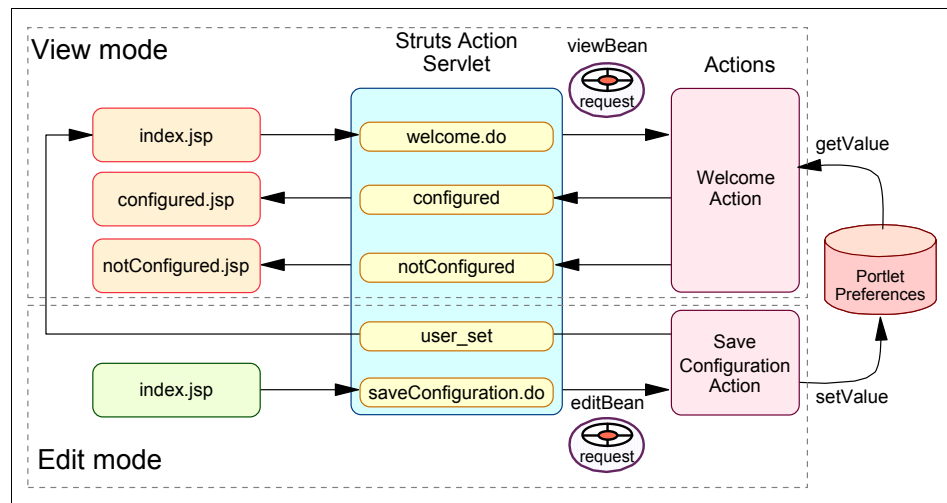 View mode
Struts Action
Servlet
viewBean
request
Actions
index.jsp
welcome.do
getValue
configured.jsp
configured
Welcome
Action
notConfigured.jsp
notConfigured
Portlet
Preferences
user_set
Save
Configuration
Action
index.jsp
saveConfiguration.do
editBean
setValue
request
Edit mode